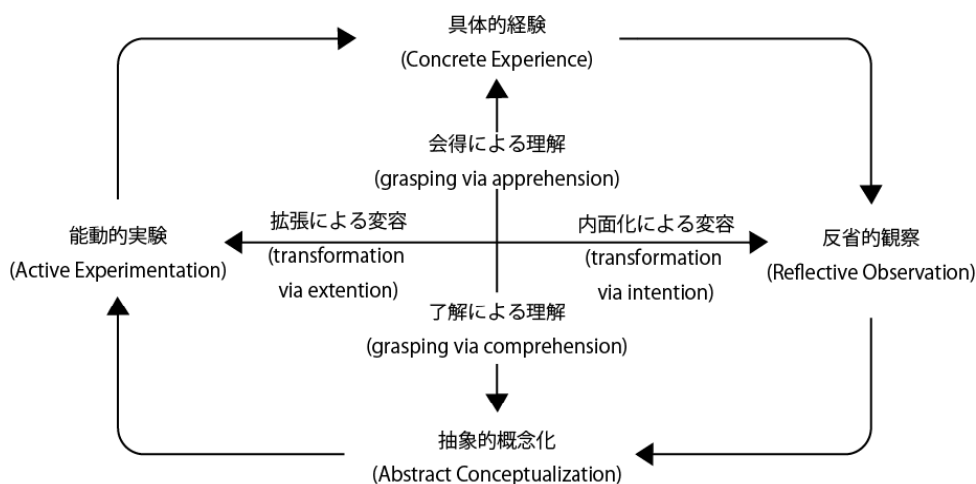 具体的経験
(Concrete Experience)
会得による理解
(grasping via apprehension)
能動的実験
(Active Experimentation)
拡張による変容
(transformation
via extention)
内面化による変容
(transformation
via intention)
反省的観察
(Reflective Observation)
了解による理解
(grasping via comprehension)
抽象的概念化
(Abstract Conceptualization)